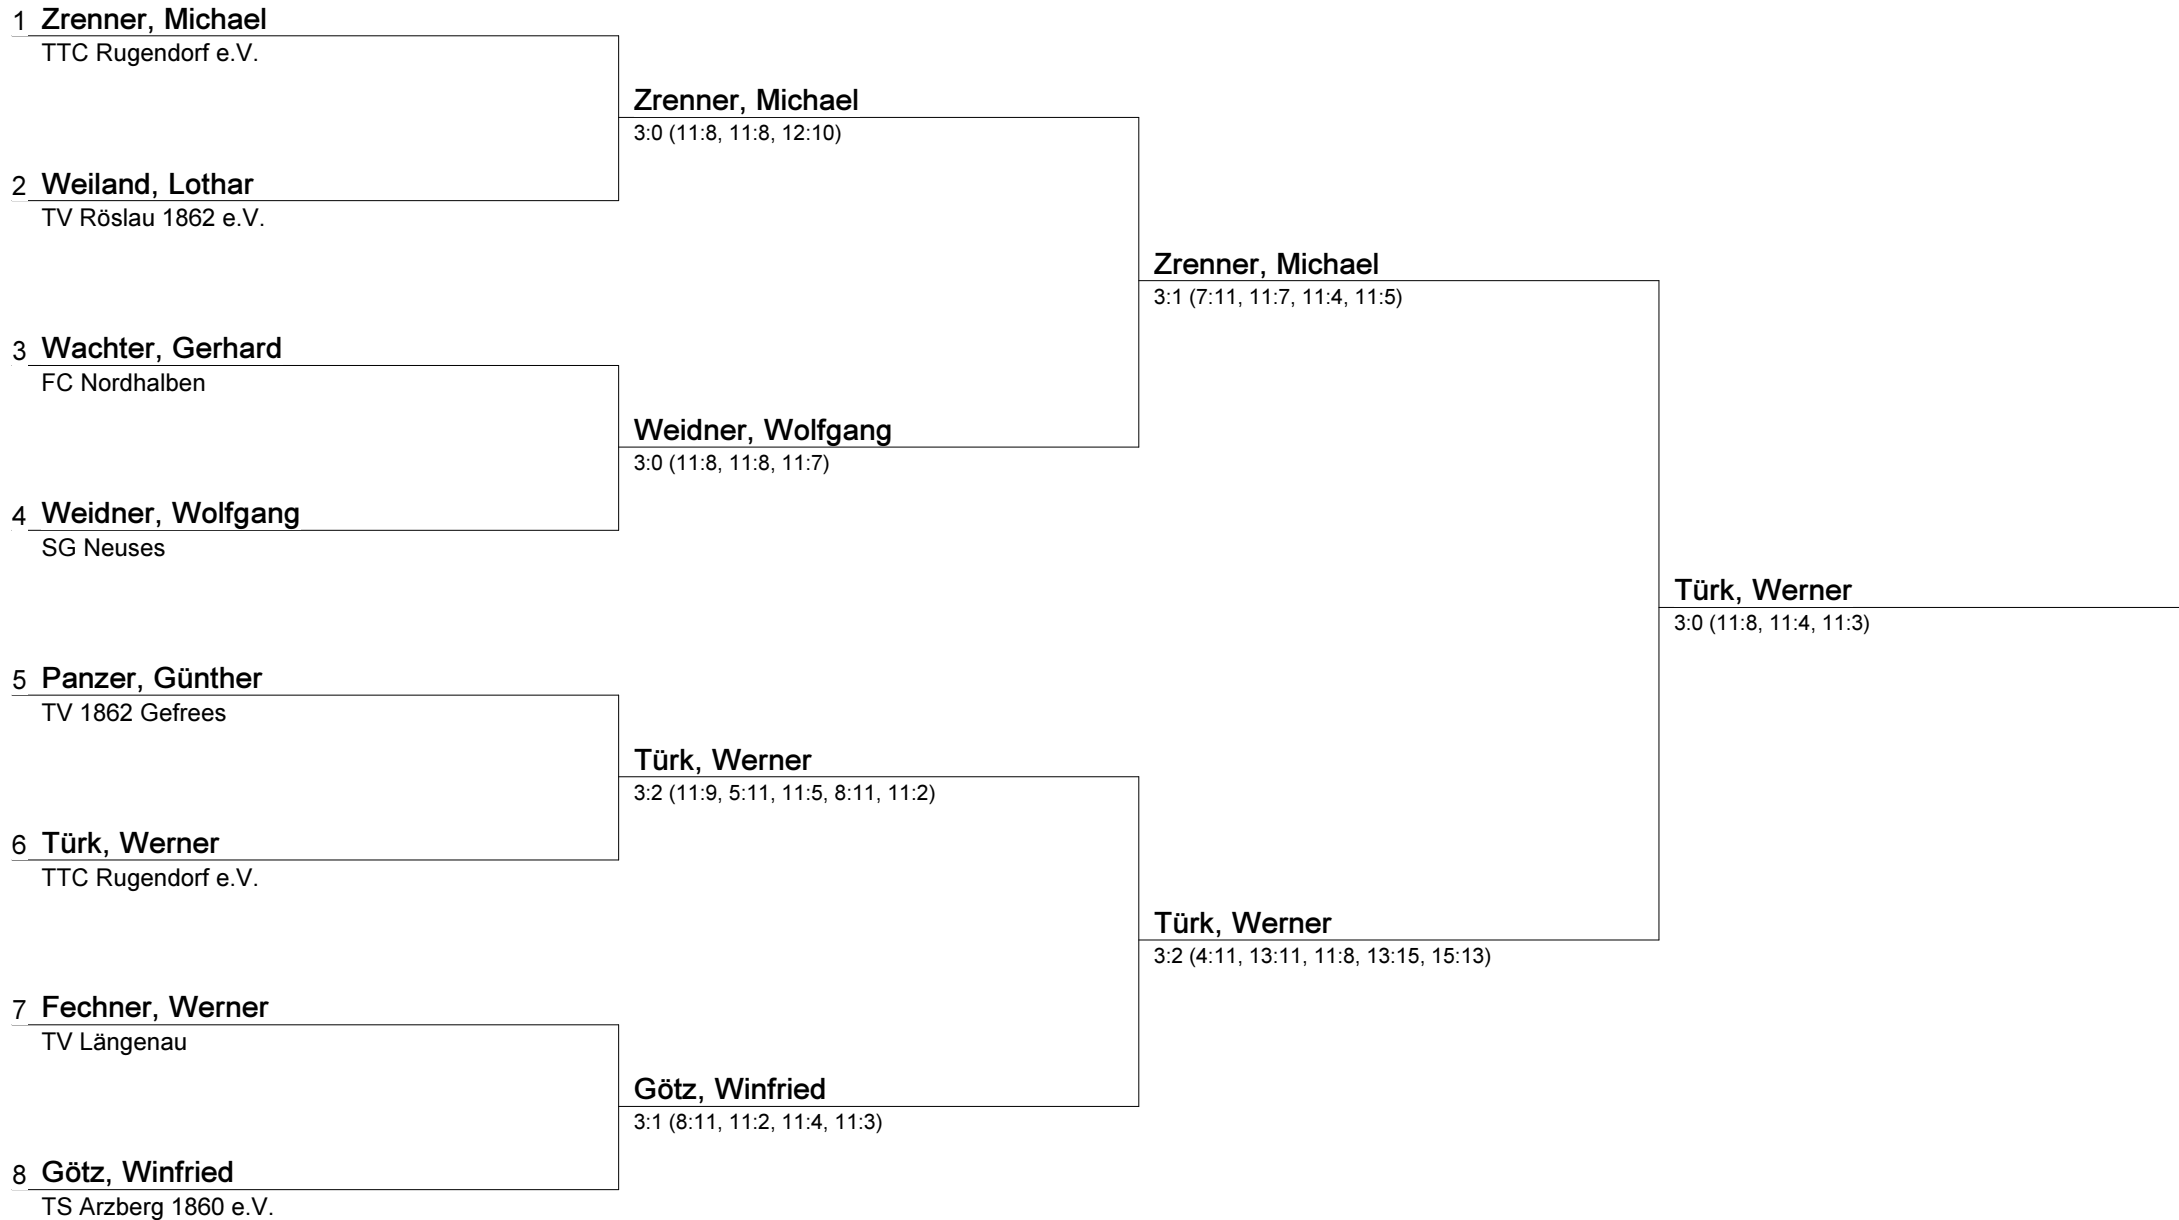 1 Zrenner, Michael
TTC Rugendorf e.V.
Zrenner, Michael
3:0 (11:8, 11:8, 12:10)
2 Weiland, Lothar
TV Röslau 1862 e.V.
Zrenner, Michael
3:1 (7:11, 11:7, 11:4, 11:5)
3 Wachter, Gerhard
FC Nordhalben
Weidner, Wolfgang
3:0 (11:8, 11:8, 11:7)
4 Weidner, Wolfgang
SG Neuses
Türk, Werner
3:0 (11:8, 11:4, 11:3)
5 Panzer, Günther
TV 1862 Gefrees
Türk, Werner
3:2 (11:9, 5:11, 11:5, 8:11, 11:2)
6 Türk, Werner
TTC Rugendorf e.V.
Türk, Werner
3:2 (4:11, 13:11, 11:8, 13:15, 15:13)
7 Fechner, Werner
TV Längenau
Götz, Winfried
3:1 (8:11, 11:2, 11:4, 11:3)
8 Götz, Winfried
TS Arzberg 1860 e.V.